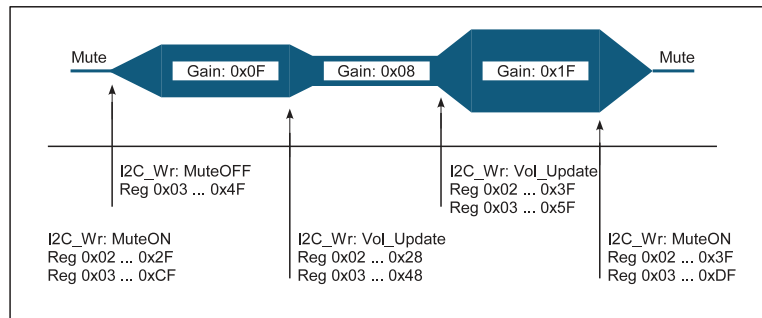 Mute
Gain: 0x0F
Gain: 0x08
Gain: 0x1F
Mute
I2C_Wr: MuteOFF
Reg 0x03 ... 0x4F
I2C_Wr: Vol_Update
Reg 0x02 ... 0x3F
Reg 0x03 ... 0x5F
I2C_Wr: MuteON
Reg 0x02 ... 0x2F
Reg 0x03 ... 0xCF
I2C_Wr: Vol_Update
Reg 0x02 ... 0x28
Reg 0x03 ... 0x48
I2C_Wr: MuteON
Reg 0x02 ... 0x3F
Reg 0x03 ... 0xDF